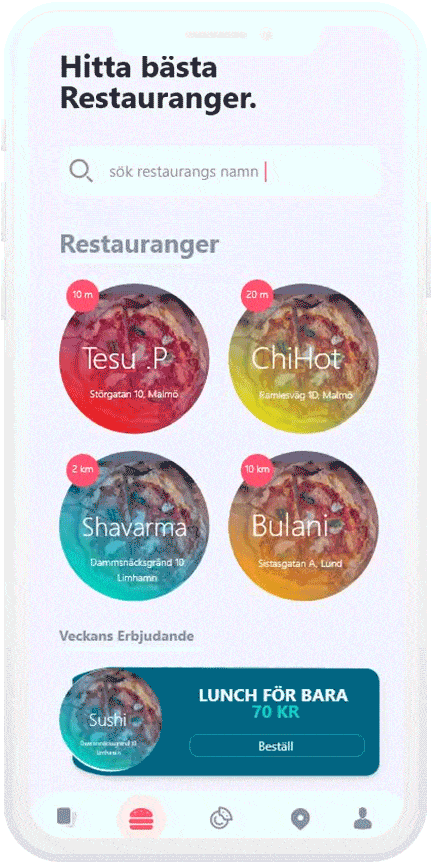 Hitta bästa
Restauranger.
sök restaurangs namn
Restauranger
10 m
Tesu .P
Störgatan 10, Malmö
20 m
ChiHot
Ramlesväg 1D, Malmö
2 km
Shavarma
Dammsnäcksgränd 10
Limhamn
10 km
Bulani
Sistasgatan A, Lund
Veckans Erbjudande
Sushi
Dammsnäcksgränd 10
Limhamn
LUNCH FÖR BARA
70 KR
Beställ